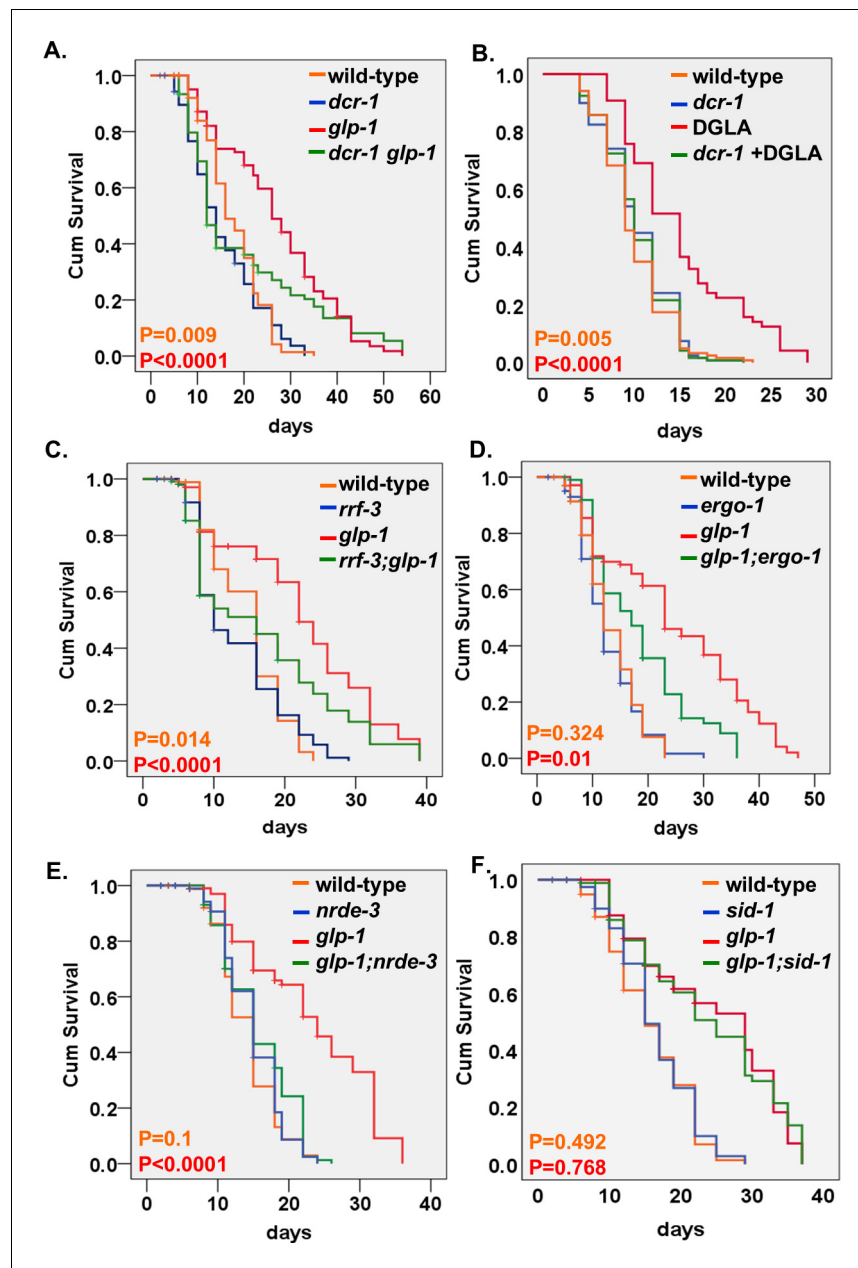 A.
wild-type
dcr-1
glp-1
dcr-1 glp-1
Cum Survival
1.0
0.8
0.6
0.4
0.2
0.0
P=0.009
P<0.0001
0 10 20 30 40 50 60
days
B.
wild-type
dcr-1
DGLA
dcr-1 +DGLA
Cum Survival
1.0
0.8
0.6
0.4
0.2
0.0
P=0.005
P<0.0001
0 5 10 15 20 25 30
days
C.
wild-type
rrf-3
glp-1
rrf-3;glp-1
Cum Survival
1.0
0.8
0.6
0.4
0.2
0.0
P=0.014
P<0.0001
0 10 20 30 40
days
D.
wild-type
ergo-1
glp-1
glp-1;ergo-1
Cum Survival
1.0
0.8
0.6
0.4
0.2
0.0
P=0.324
P=0.01
0 10 20 30 40 50
days
E.
wild-type
nrde-3
glp-1
glp-1;nrde-3
Cum Survival
1.0
0.8
0.6
0.4
0.2
0.0
P=0.1
P<0.0001
0 10 20 30 40
days
F.
wild-type
sid-1
glp-1
glp-1;sid-1
Cum Survival
1.0
0.8
0.6
0.4
0.2
0.0
P=0.492
P=0.768
0 10 20 30 40
days